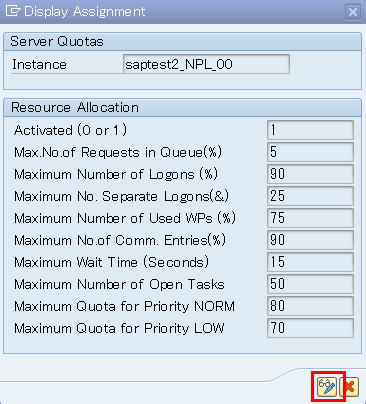 Display Assignment
Server Quotas
Instance saptest2_NPL_00
Resource Allocation
Activated (0 or 1) 1
Max.No.of Requests in Queue(%) 5
Maximum Number of Logons (%) 90
Maximum No. Separate Logons(&) 25
Maximum Number of Used WPs (%) 75
Maximum No.of Comm. Entries(%) 90
Maximum Wait Time (Seconds) 15
Maximum Number of Open Tasks 50
Maximum Quota for Priority NORM 80
Maximum Quota for Priority LOW 70